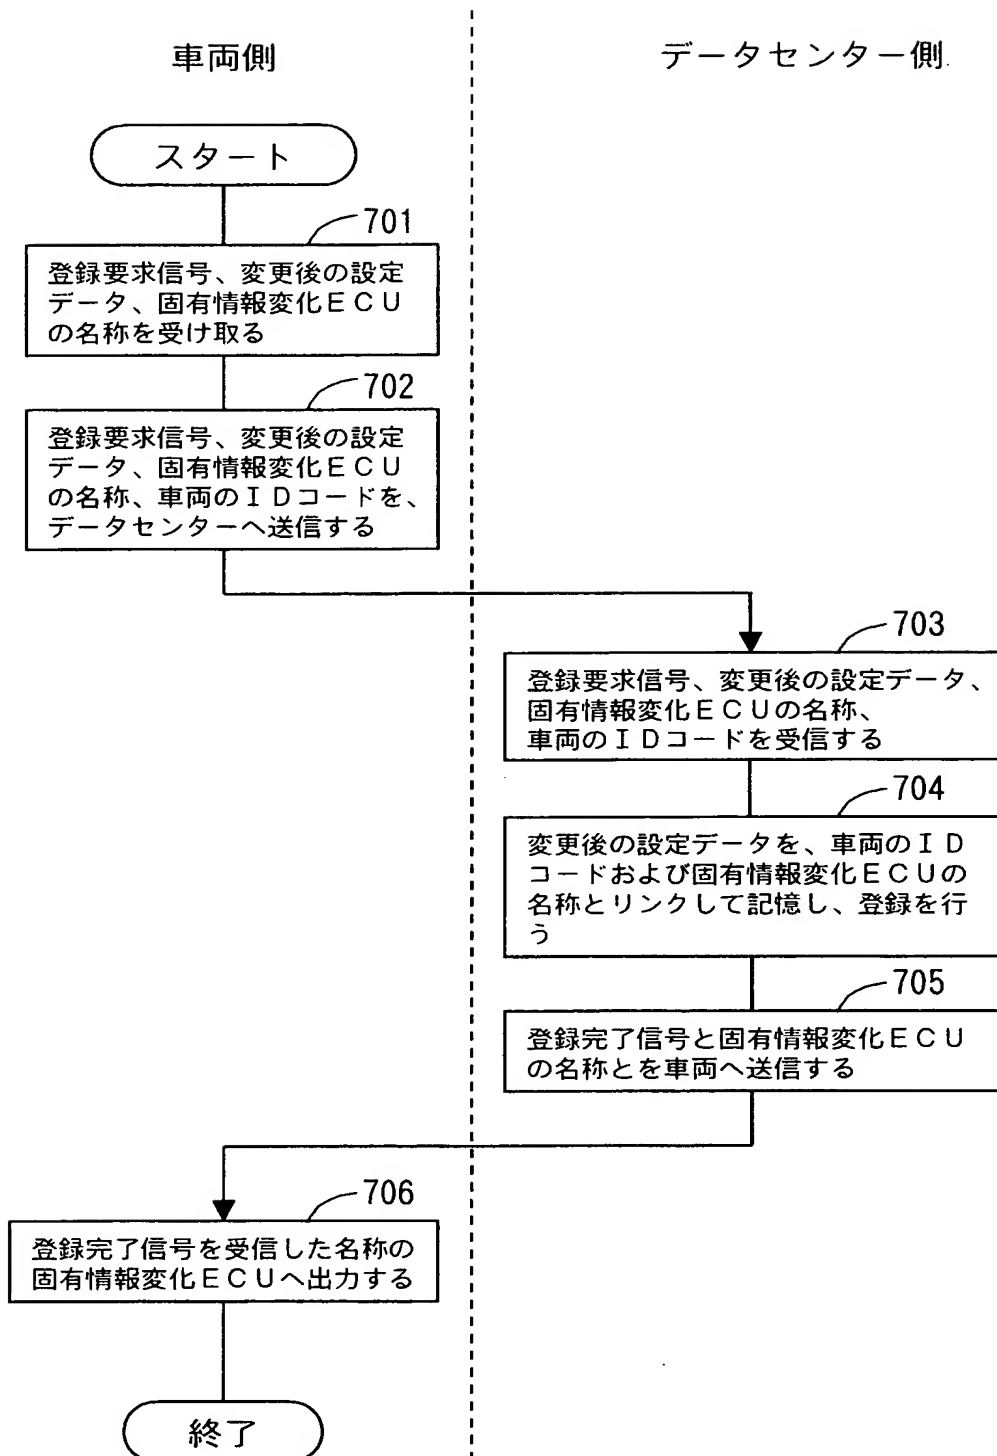 車両側
データセンター側
スタート
701
登録要求信号、変更後の設定
データ、固有情報変化ECU
の名称を受け取る
702
登録要求信号、変更後の設定
データ、固有情報変化ECU
の名称、車両のIDコードを、
データセンターへ送信する
703
登録要求信号、変更後の設定データ、
固有情報変化ECUの名称、
車両のIDコードを受信する
704
変更後の設定データを、車両のID
コードおよび固有情報変化ECUの
名称とリンクして記憶し、登録を行
う
705
登録完了信号と固有情報変化ECU
の名称とを車両へ送信する
706
登録完了信号を受信した名称の
固有情報変化ECUへ出力する
終了